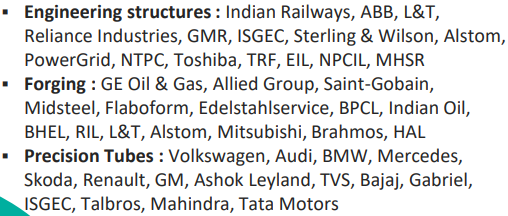 ▪ Engineering structures : Indian Railways, ABB, L&T,
Reliance Industries, GMR, ISGEC, Sterling & Wilson, Alstom,
PowerGrid, NTPC, Toshiba, TRF, EIL, NPCIL, MHSR
▪ Forging : GE Oil & Gas, Allied Group, Saint-Gobain,
Midsteel, Flaboform, Edelstahlservice, BPCL, Indian Oil,
BHEL, RIL, L&T, Alstom, Mitsubishi, Brahmos, HAL
▪ Precision Tubes : Volkswagen, Audi, BMW, Mercedes,
Skoda, Renault, GM, Ashok Leyland, TVS, Bajaj, Gabriel,
ISGEC, Talbros, Mahindra, Tata Motors